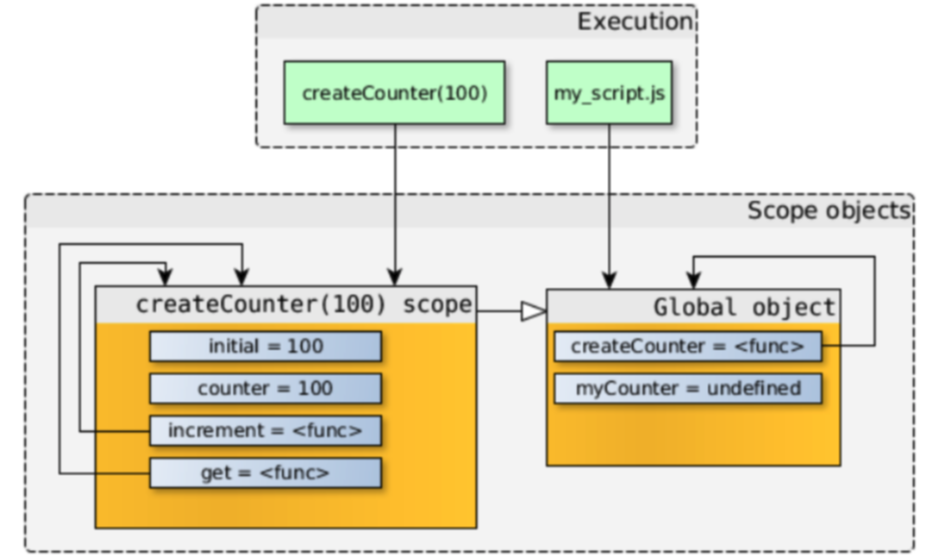 Execution
createCounter(100)
my_script.js
Scope objects
createCounter(100) scope
initial = 100
counter = 100
increment = <func>
get = <func>
Global object
createCounter = <func>
myCounter = undefined